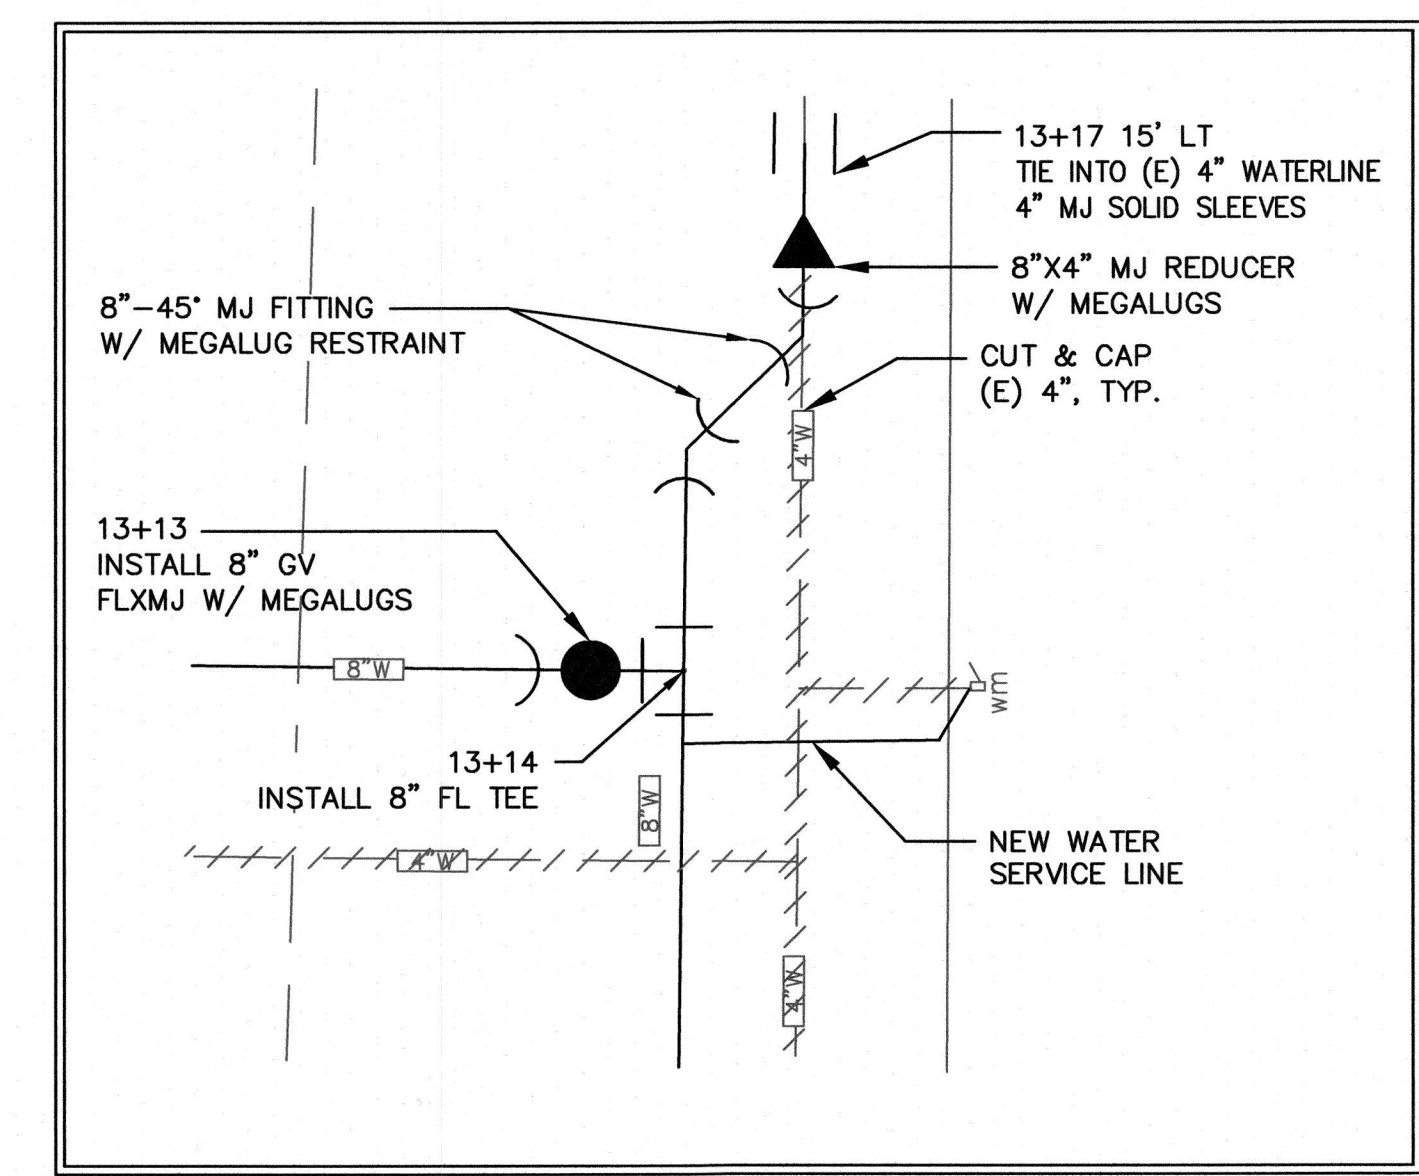 13+17 15' LT
TIE INTO (E) 4" WATERLINE
4" MJ SOLID SLEEVES
8"X4" MJ REDUCER
W/ MEGALUGS
8"-45° MJ FITTING
W/ MEGALUG RESTRAINT
CUT & CAP
(E) 4", TYP.
4"W
13+13
INSTALL 8" GV
FLXMJ W/ MEGALUGS
8"W
wm
13+14
INSTALL 8" FL TEE
8"W
NEW WATER
SERVICE LINE
4"W
4"W